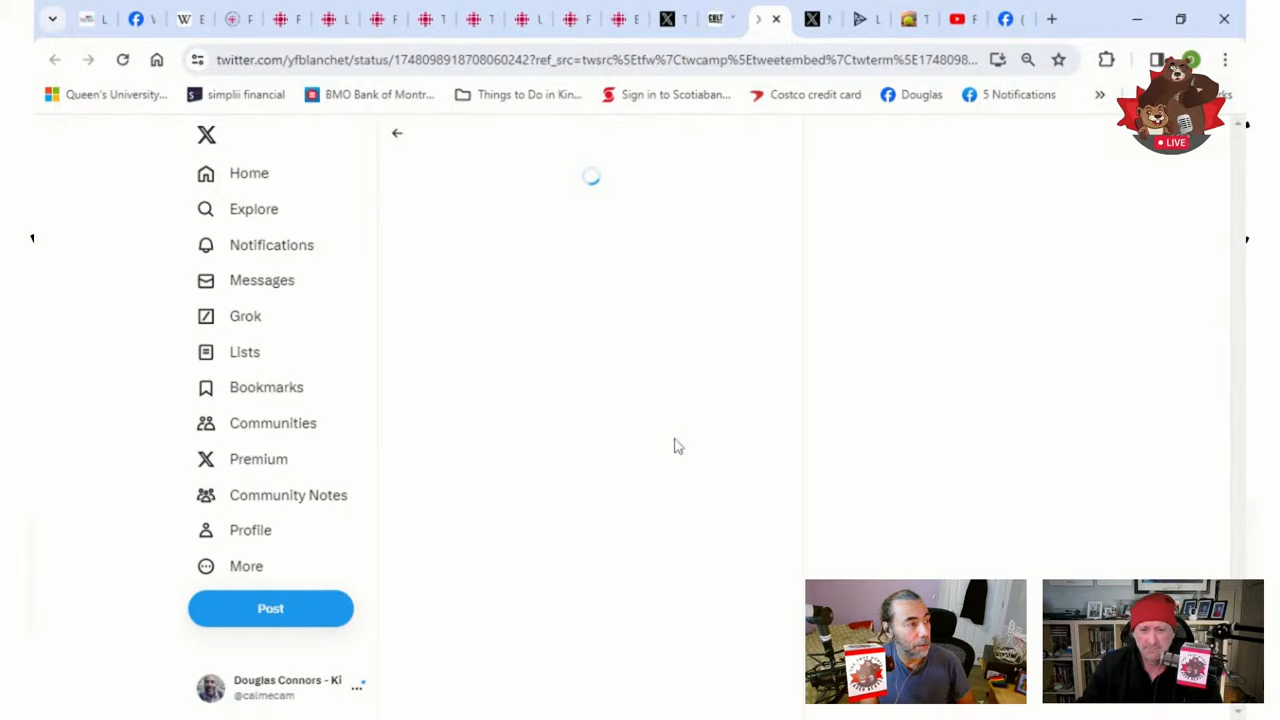 twitter.com/yfblanchet/status/1748098918708060242?ref_src=twsrc%5Etfw%7Ctwcamp%5Etweetembed%7Ctwterm%5E1748098...
Queen's University,...
simplii financial
BMO Bank of Montr...
Things to Do in Kin...
Sign in to Scotiaban...
Costco credit card
Douglas
5 Notifications
»
LIVE
Home
Explore
Notifications
Messages
Grok
Lists
Bookmarks
Communities
Premium
Community Notes
Profile
More
Post
Douglas Connors - Ki
@calmecam